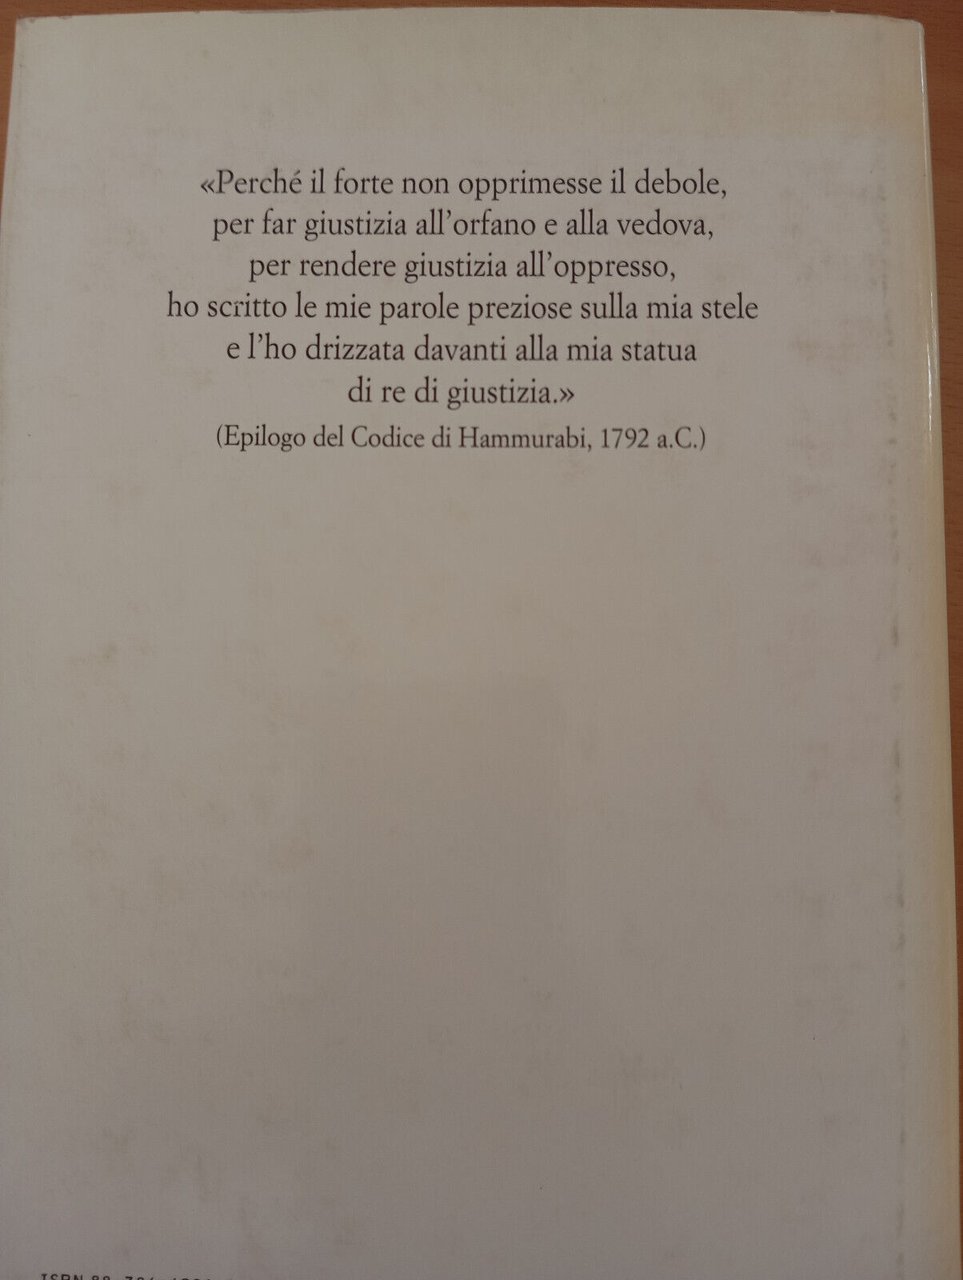 «Perché il forte non opprimesse il debole,
per far giustizia all'orfano e alla vedova,
per rendere giustizia all'oppresso,
ho scritto le mie parole preziose sulla mia stele
e l'ho drizzata davanti alla mia statua
di re di giustizia.»
(Epilogo del Codice di Hammurabi, 1792 a.C.)
ISBN 88